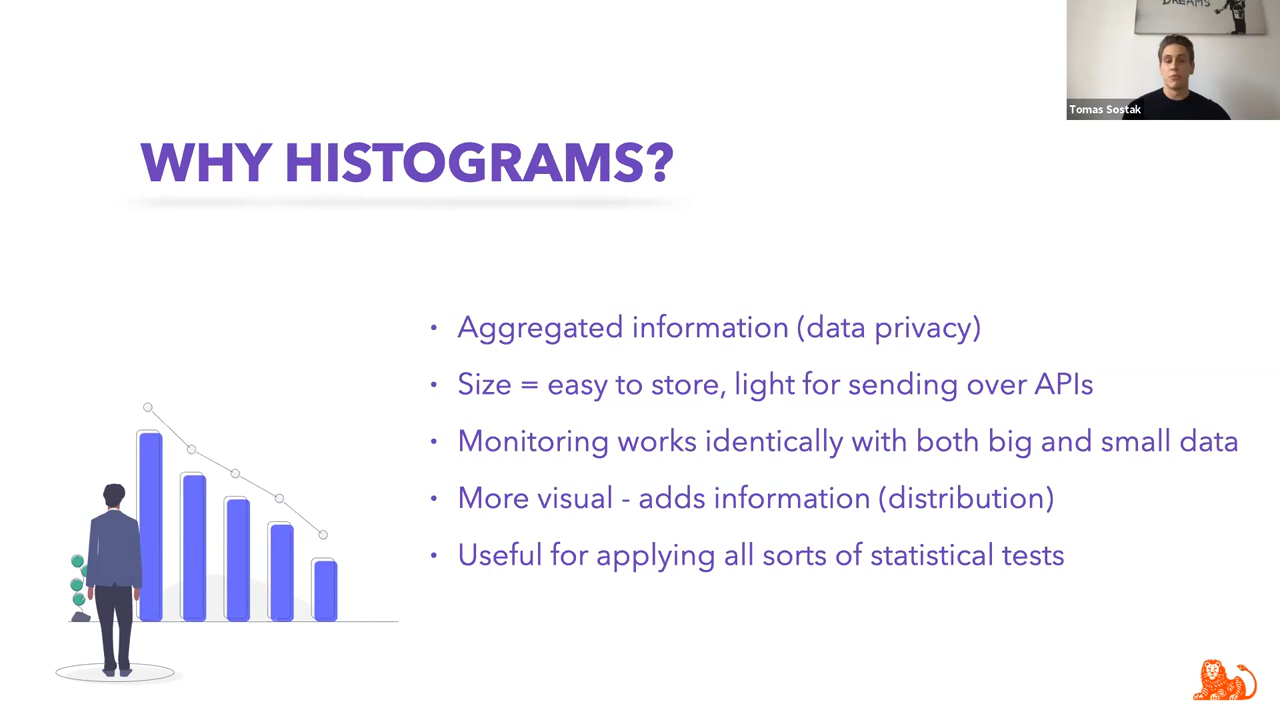 DREAMS
Tomas Sostak
WHY HISTOGRAMS?
• Aggregated information (data privacy)
• Size = easy to store, light for sending over APIs
• Monitoring works identically with both big and small data
• More visual - adds information (distribution)
• Useful for applying all sorts of statistical tests